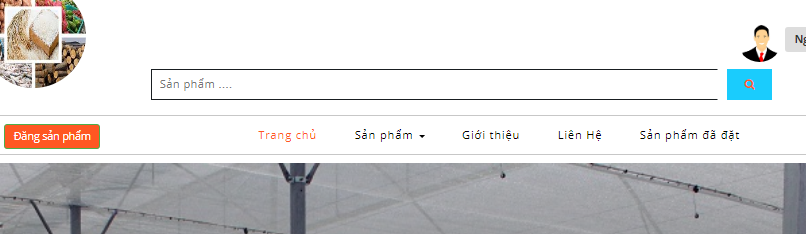 Sản phẩm ....
Đăng sản phẩm
Trang chủ
Sản phẩm
Giới thiệu
Liên Hệ
Sản phẩm đã đặt